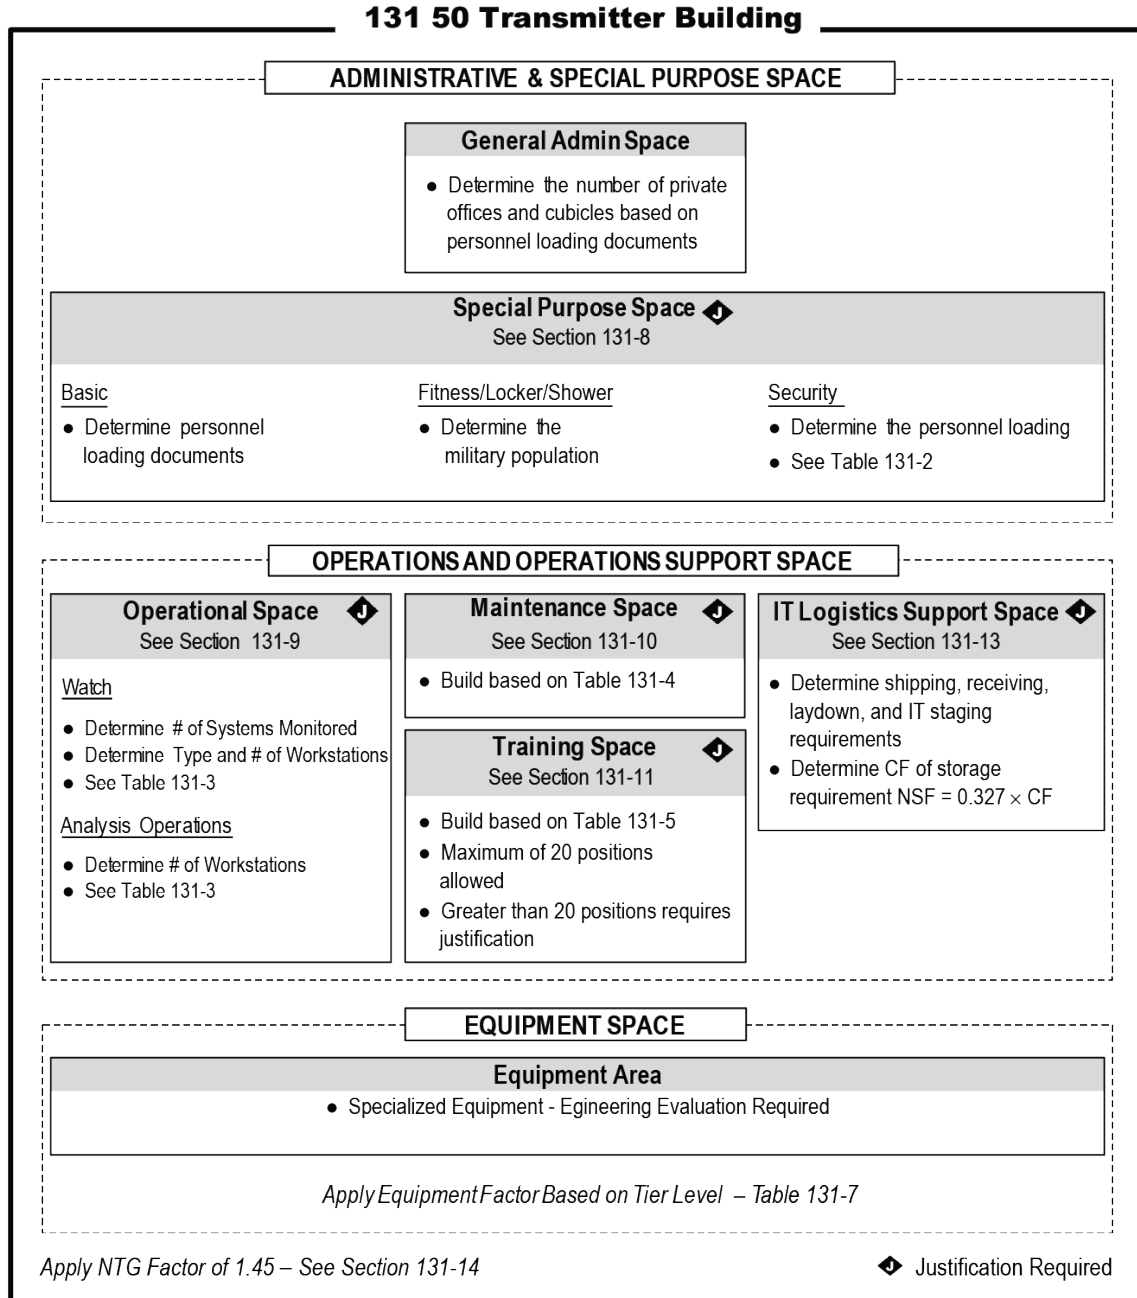 131 50 Transmitter Building
ADMINISTRATIVE & SPECIAL PURPOSE SPACE
General Admin Space
● Determine the number of private
offices and cubicles based on
personnel loading documents
Special Purpose Space J
See Section 131-8
Basic
● Determine personnel
loading documents
Fitness/Locker/Shower
● Determine the
military population
Security
● Determine the personnel loading
● See Table 131-2
OPERATIONS AND OPERATIONS SUPPORT SPACE
Operational Space J
See Section 131-9
Watch
● Determine # of Systems Monitored
● Determine Type and # of Workstations
● See Table 131-3
Analysis Operations
● Determine # of Workstations
● See Table 131-3
Maintenance Space J
See Section 131-10
● Build based on Table 131-4
Training Space J
See Section 131-11
● Build based on Table 131-5
● Maximum of 20 positions
allowed
● Greater than 20 positions requires
justification
IT Logistics Support Space J
See Section 131-13
● Determine shipping, receiving,
laydown, and IT staging
requirements
● Determine CF of storage
requirement NSF = 0.327 × CF
EQUIPMENT SPACE
Equipment Area
● Specialized Equipment - Egineering Evaluation Required
Apply Equipment Factor Based on Tier Level – Table 131-7
Apply NTG Factor of 1.45 – See Section 131-14
J Justification Required